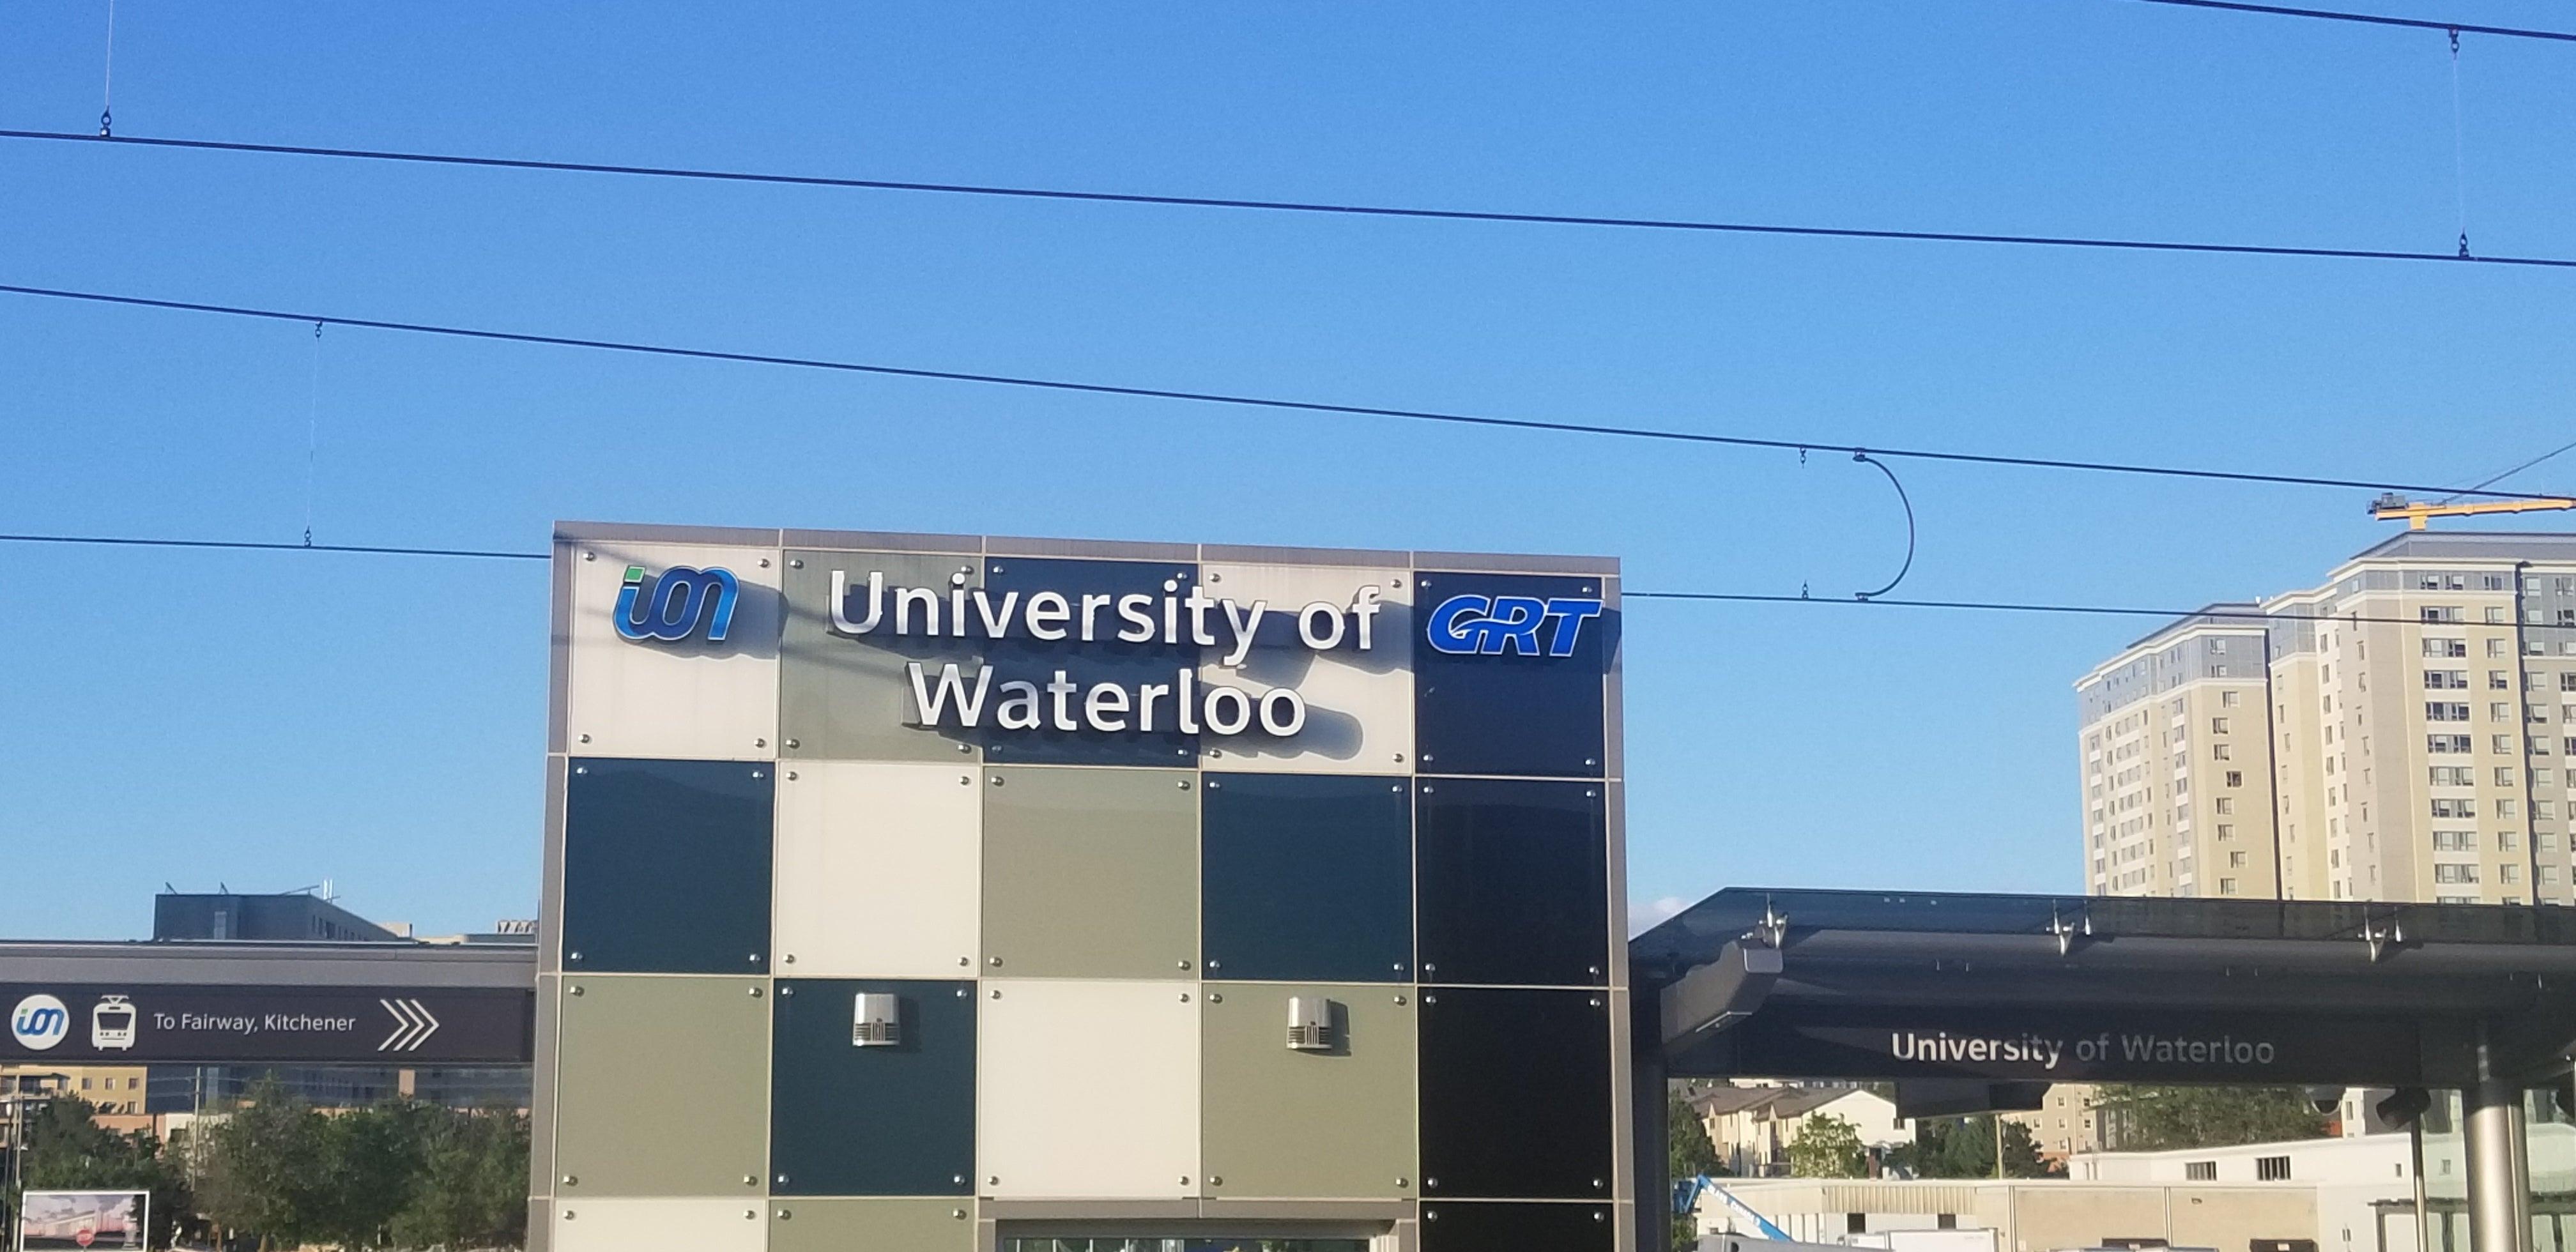 ion
University of
Waterloo
GRT
ion
To Fairway, Kitchener
University of Waterloo